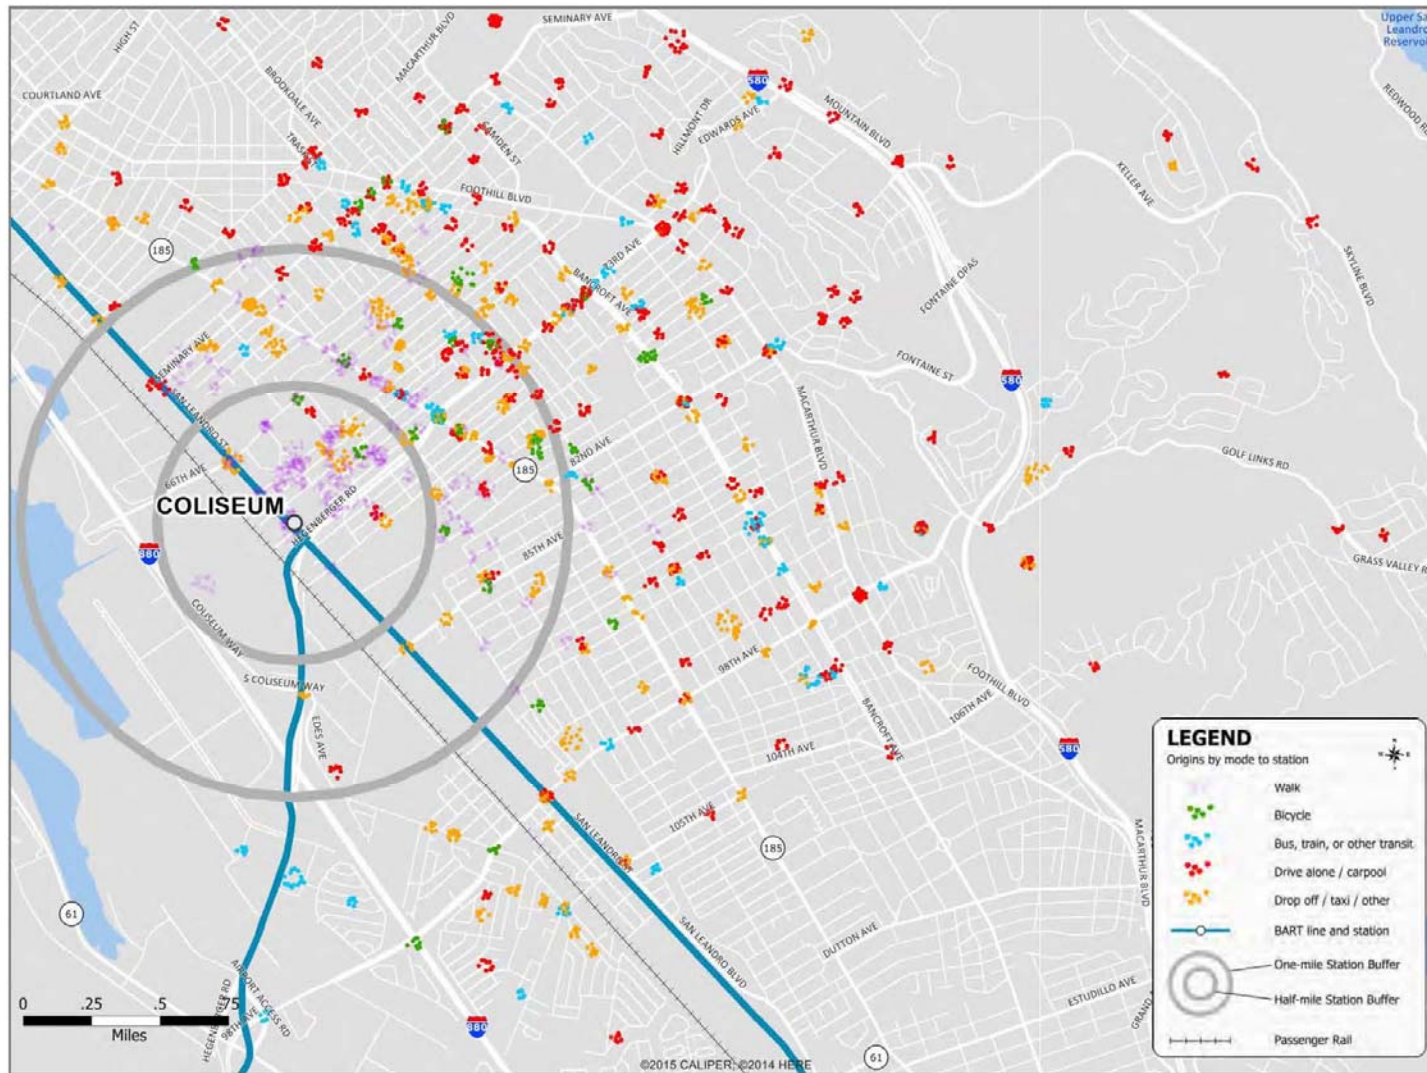 HIGH ST
MACARTHUR BLVD
SEMINARY AVE
Upper Sa
Leandro
Reservoi
COURTLAND AVE
BROOKDALE AVE
580
HILLMONT DR
EDWARDS AVE
MOUNTAIN BLVD
REDWOOD R
CAMDEN ST
FOOTHILL BLVD
KELLER AVE
185
73RD AVE
BANCROFT AVE
FONTAINE OPAS
SKYLINE BLVD
SEMINARY AVE
SAN LEANDRO ST
FONTAINE ST
580
MACARTHUR BLVD
66TH AVE
82ND AVE
185
GOLF LINKS RD
COLISEUM
HEGENBERGER RD
880
85TH AVE
GRASS VALLEY R
COLISEUM WAY
98TH AVE
S COLISEUM WAY
EDES AVE
FOOTHILL BLVD
106TH AVE
BANCROFT AVE
104TH AVE
580
105TH AVE
SAN LEANDRO ST
185
MACARTHUR BLVD
61
SAN LEANDRO BLVD
DUTTON AVE
ESTUDILLO AVE
GRAND
AIRPORT ACCESS RD
HEGENBERGER RD
98TH AVE
880
61
0 .25 .5 .75
Miles
©2015 CALIPER; ©2014 HERE
LEGEND
Origins by mode to station
Walk
Bicycle
Bus, train, or other transit
Drive alone / carpool
Drop off / taxi / other
BART line and station
One-mile Station Buffer
Half-mile Station Buffer
Passenger Rail